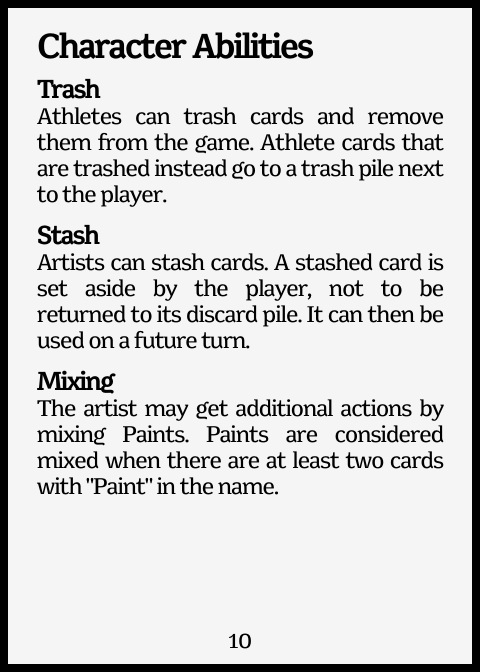 Character Abilities
Trash
Athletes can trash cards and remove
them from the game. Athlete cards that
are trashed instead go to a trash pile next
to the player.
Stash
Artists can stash cards. A stashed card is
set aside by the player, not to be
returned to its discard pile. It can then be
used on a future turn.
Mixing
The artist may get additional actions by
mixing Paints. Paints are considered
mixed when there are at least two cards
with "Paint" in the name.
10